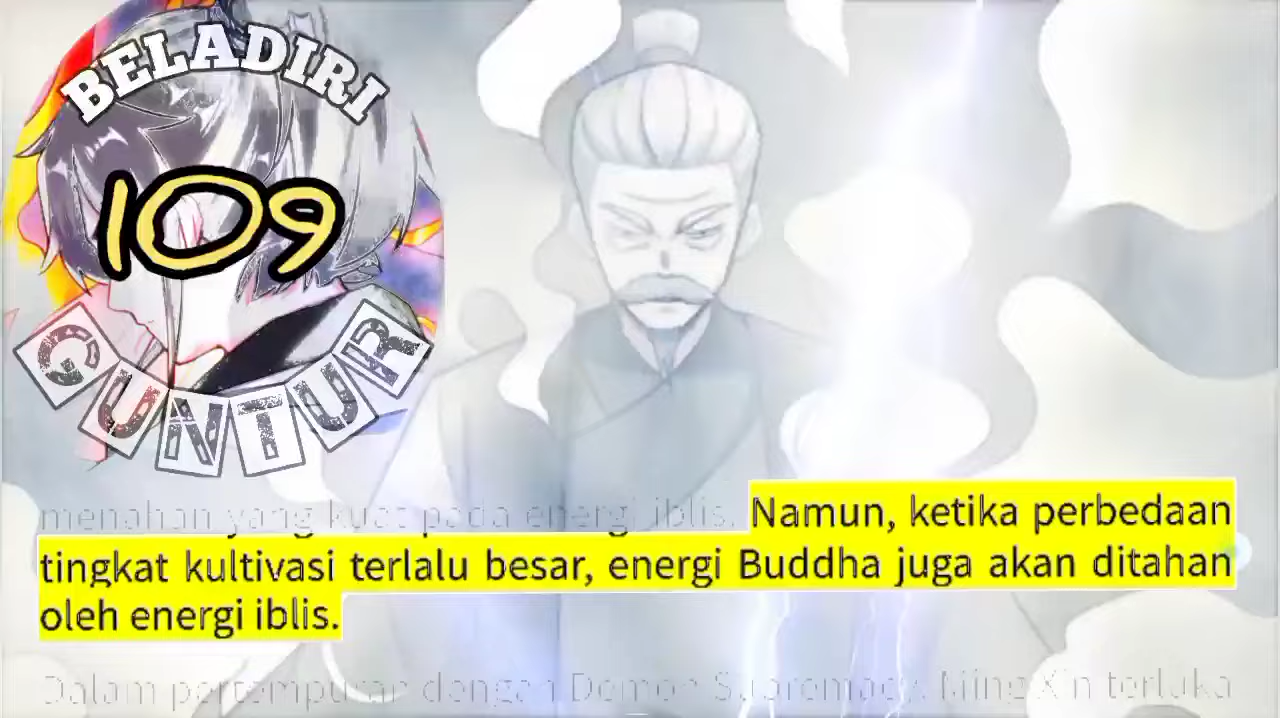 BELADIRI
109
GUNTUR
menahan yang kuat pada energi iblis. Namun, ketika perbedaan
tingkat kultivasi terlalu besar, energi Buddha juga akan ditahan
oleh energi iblis.
Dalam pertempuran dengan Demon Supremacy, Ming Xin terluka